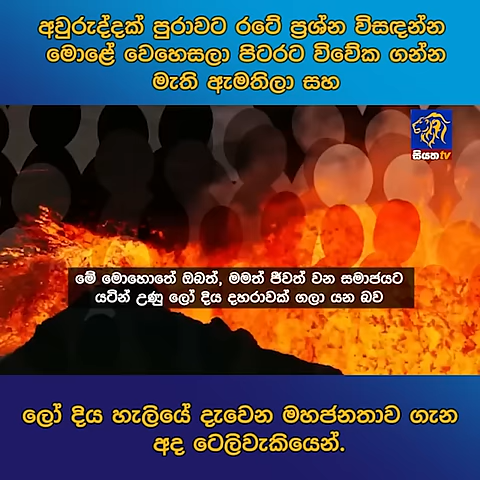 අවුරුද්දක් පුරාවට රටේ ප්‍රශ්න විසඳන්න
මොළේ වෙහෙසලා පිටරට විවේක ගන්න
මැති ඇමතිලා සහ
සියත tv
මේ මොහොතේ ඔබත්, මමත් ජීවත් වන සමාජයට
යටින් උණු ලෝ දිය දහරාවක් ගලා යන බව
ලෝ දිය හැලියේ දැවෙන මහජනතාව ගැන
අද ටෙලිවැකියෙන්.